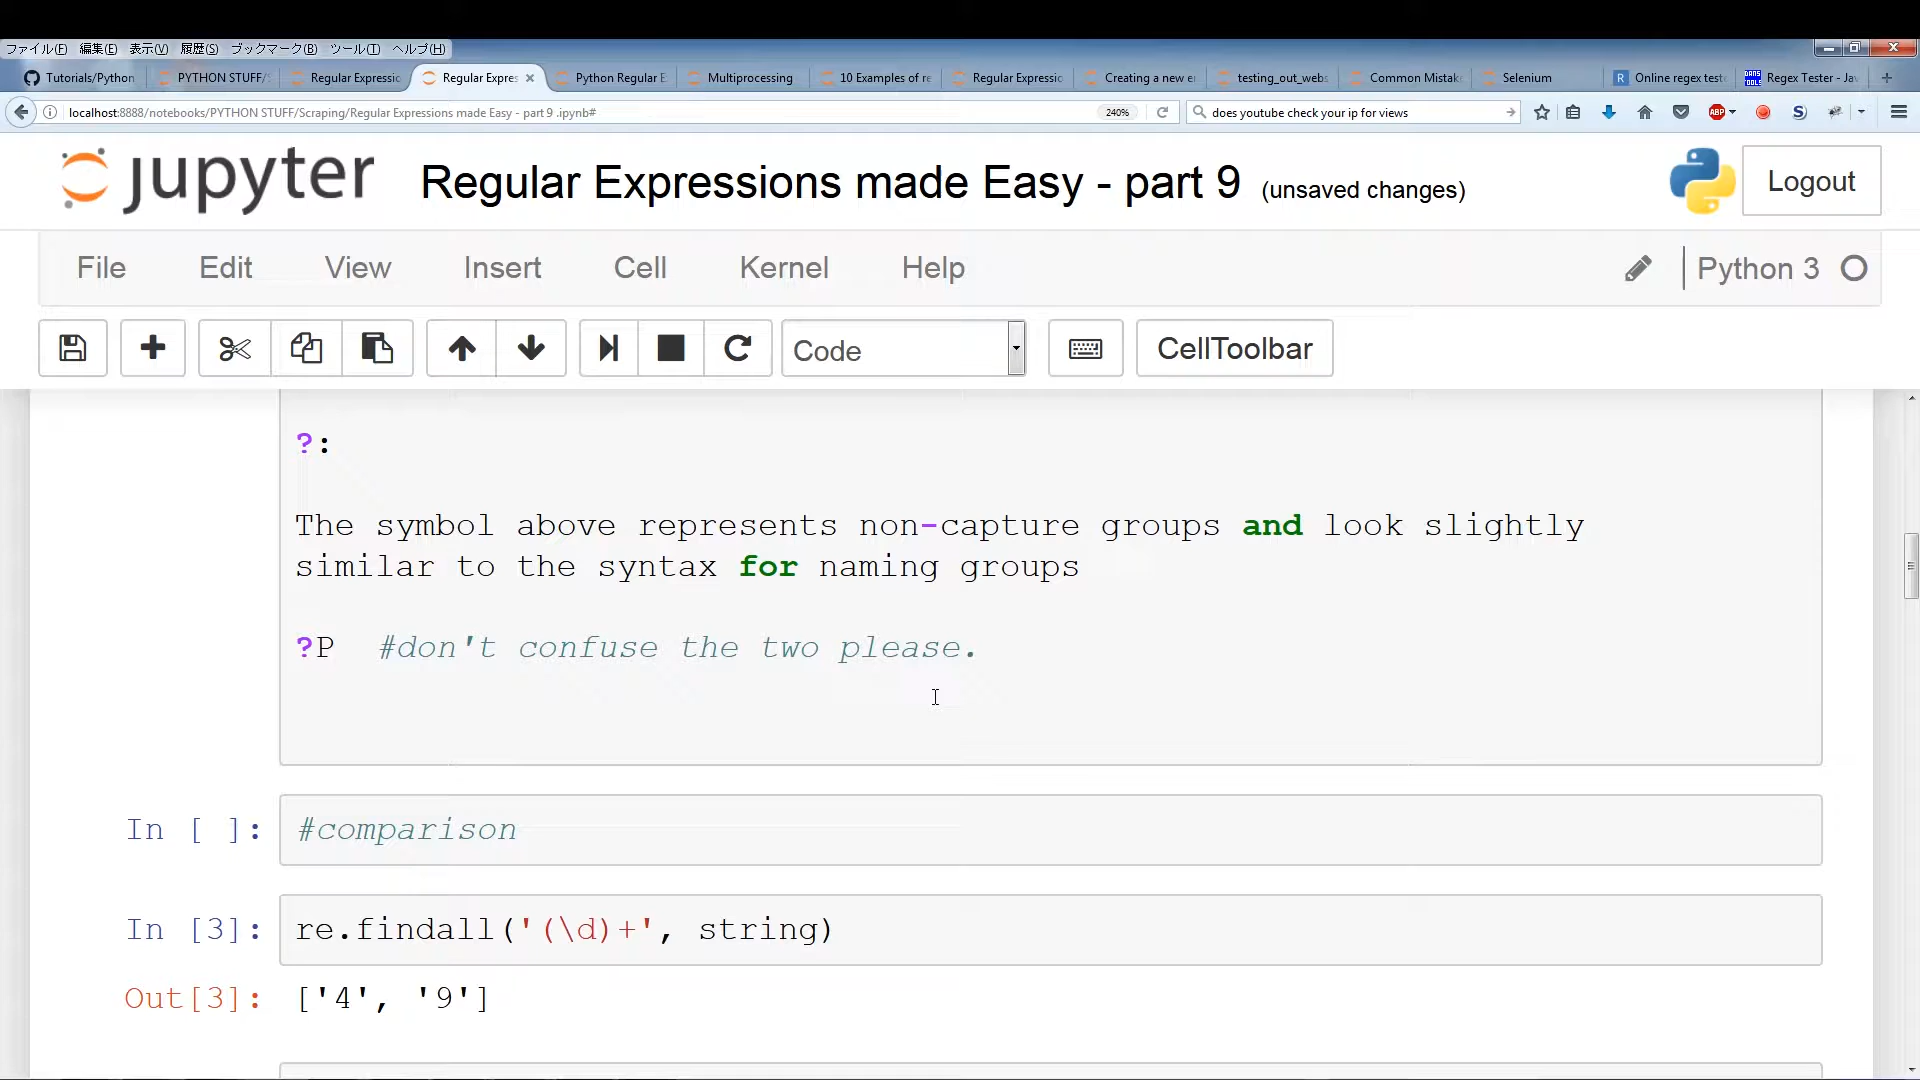 ファイル(F) 編集(E) 表示(V) 履歴(S) ブックマーク(B) ツール(T) ヘルプ(H)
Tutorials/Python PYTHON STUFF/ Regular Expressio Regular Expres Python Regular E Multiprocessing 10 Examples of re Regular Expressio Creating a new er testing_out_webs Common Mistak Selenium Online regex test Regex Tester - Jav
localhost:8888/notebooks/PYTHON STUFF/Scraping/Regular Expressions made Easy - part 9 .ipynb# 240% does youtube check your ip for views ABP
jupyter Regular Expressions made Easy - part 9 (unsaved changes) Logout
File Edit View Insert Cell Kernel Help Python 3
Code CellToolbar
?:
The symbol above represents non-capture groups and look slightly
similar to the syntax for naming groups
?P #don't confuse the two please.
In [ ]: #comparison
In [3]: re.findall('(\d)+', string)
Out[3]: ['4', '9']